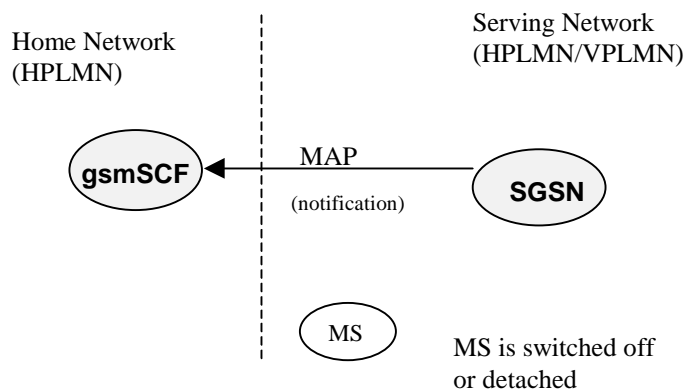 Home Network
(HPLMN)
Serving Network
(HPLMN/VPLMN)
gsmSCF
MAP
(notification)
SGSN
MS
MS is switched off
or detached